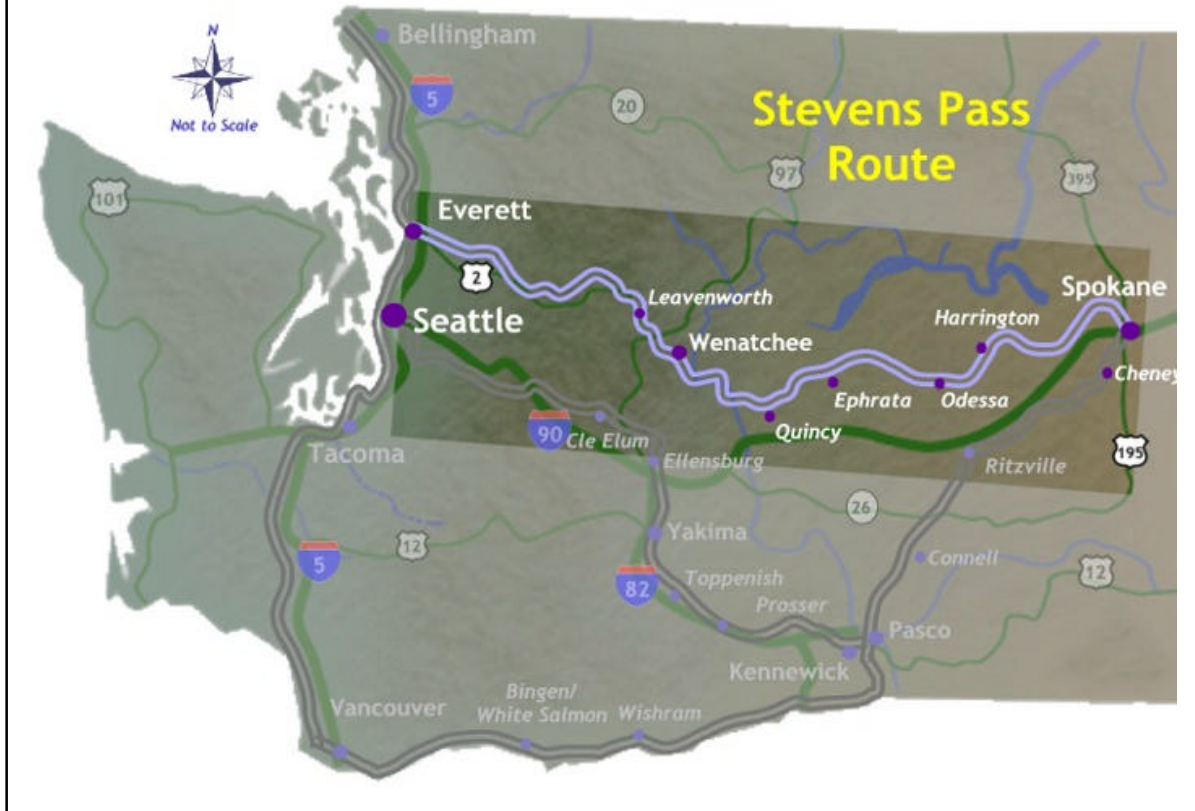 N
Not to Scale
Bellingham
5
20
Stevens Pass
Route
97
395
101
Everett
2
Leavenworth
Spokane
Seattle
Harrington
Wenatchee
Cheney
Ephrata
Odessa
90
Cle Elum
Quincy
Tacoma
Ellensburg
Ritzville
195
26
Yakima
5
12
Connell
82
Toppenish
12
Prosser
Pasco
Kennewick
Vancouver
Bingen/
White Salmon
Wishram